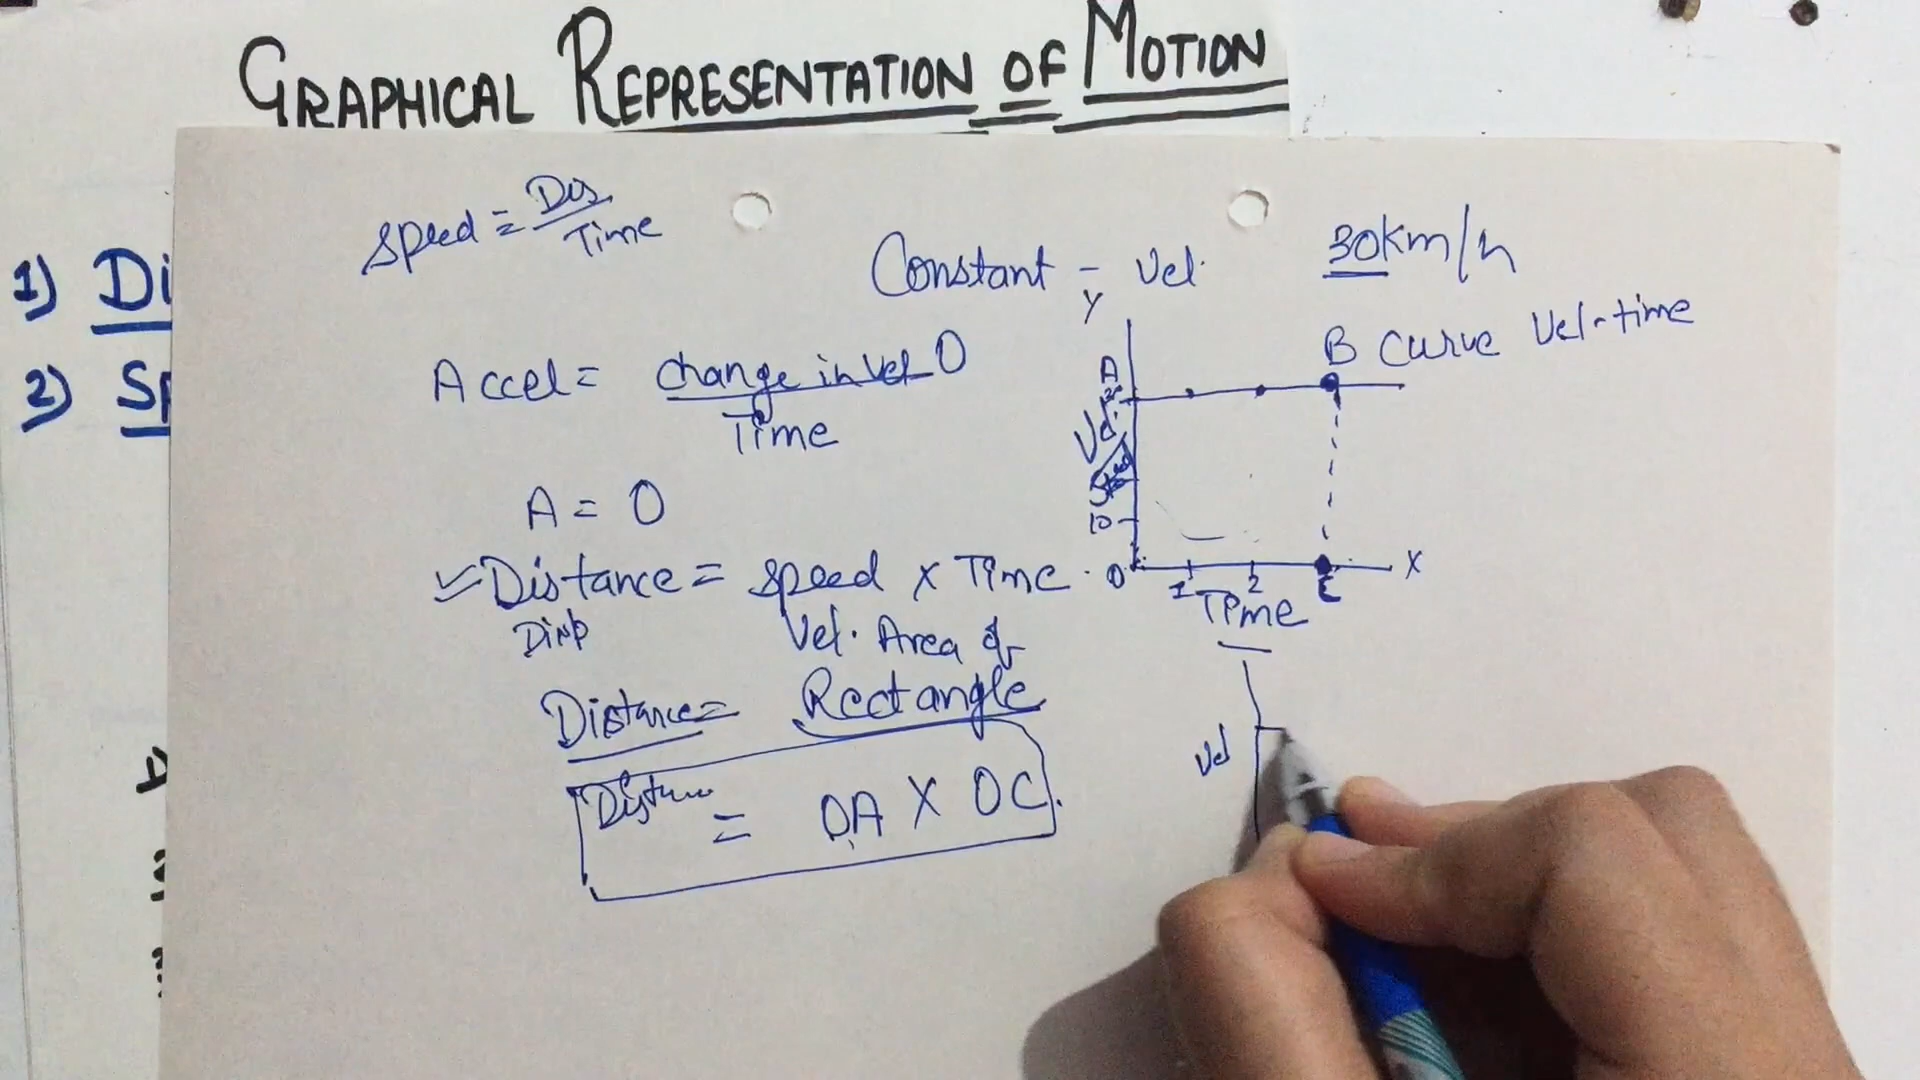 GRAPHICAL REPRESENTATION OF MOTION
1) Di
2) Sp
Speed = Dis
Time
Constant - Vel.
30km/h
Accel = change in vel 0
Time
A = 0
Distance = speed x Time
Disp
Vel. Area of
Distance = Rectangle
Distance = OA X OC.
Y
B Curve Vel-time
A
Vel.
10
0
1 2 C
X
Time
Vel